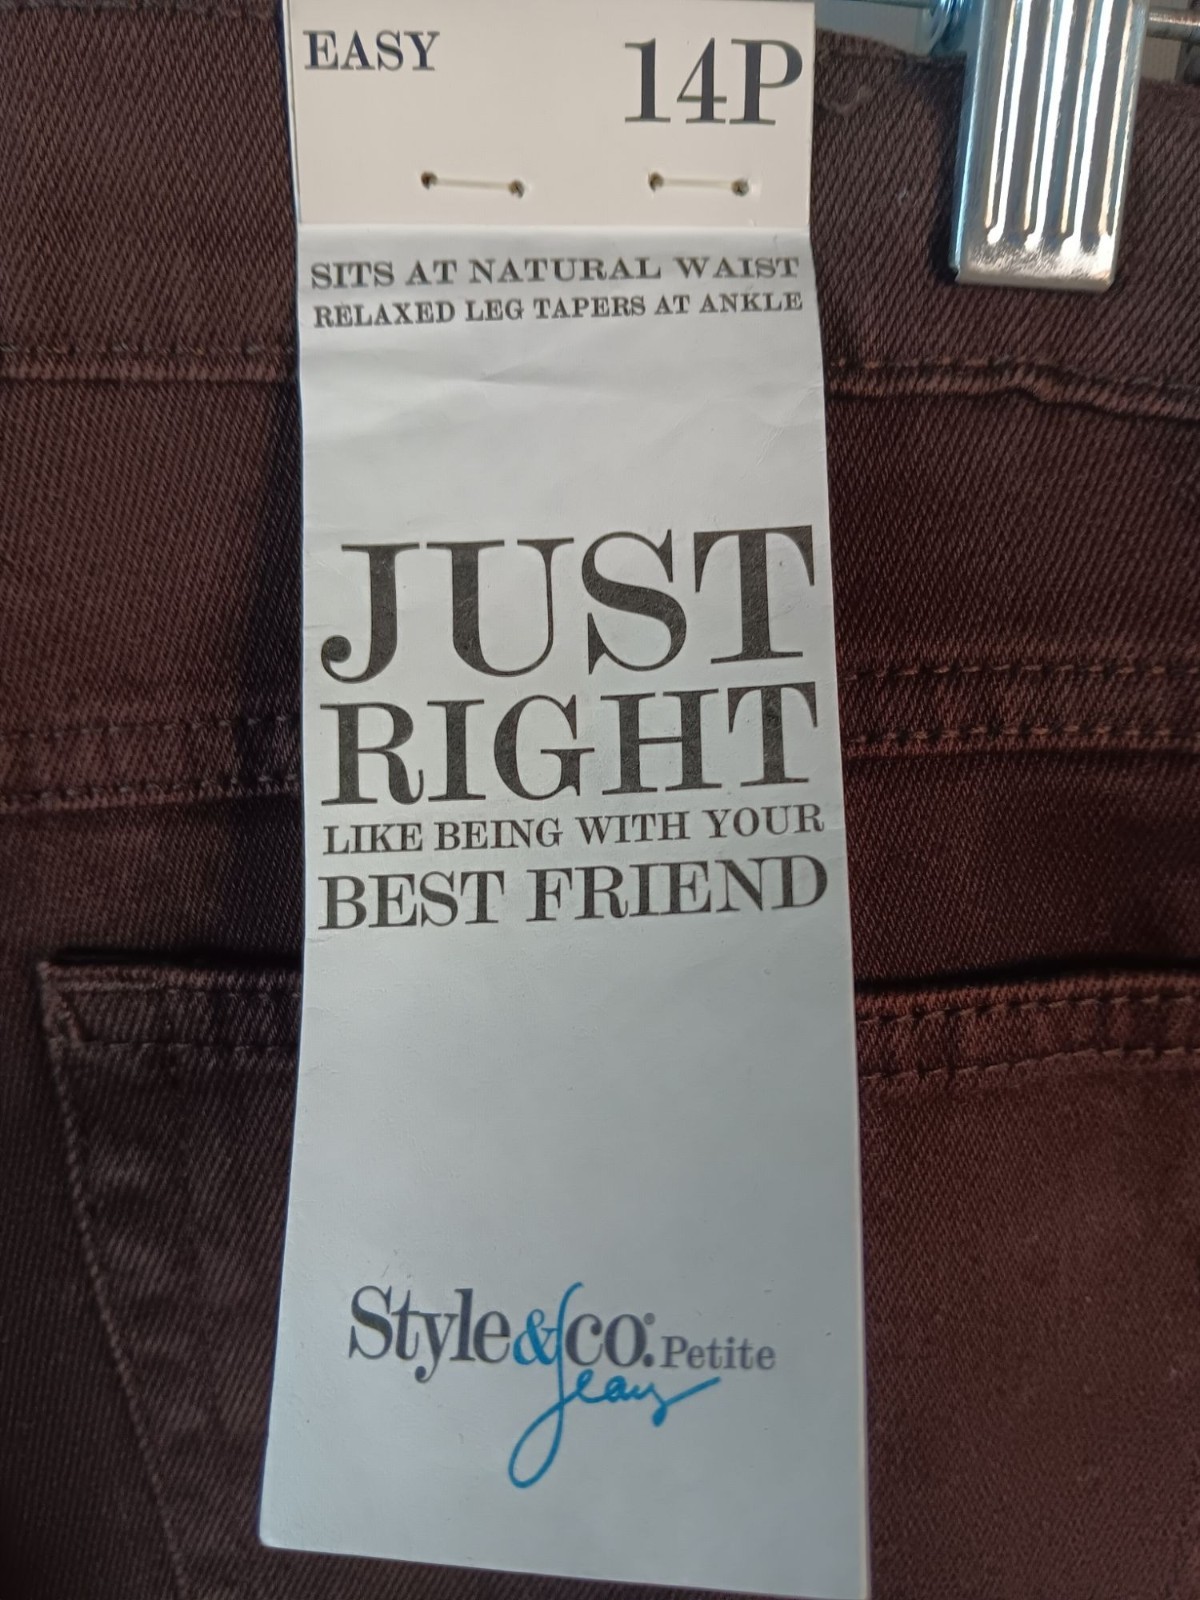 EASY 14P
SITS AT NATURAL WAIST
RELAXED LEG TAPERS AT ANKLE
JUST
RIGHT
LIKE BEING WITH YOUR
BEST FRIEND
Style&co. Petite
Jeans